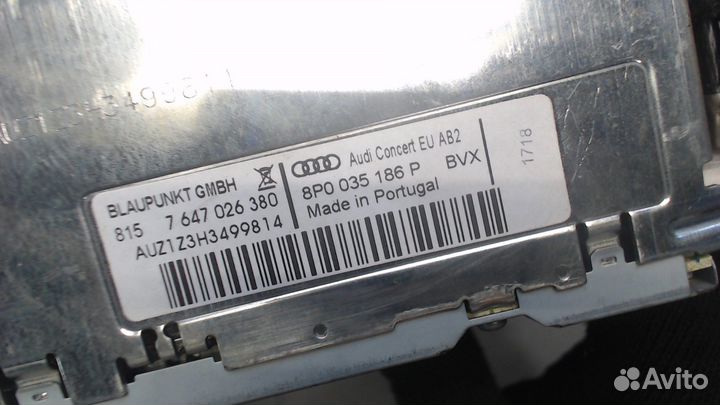 BLAUPUNKT GMBH
815 7 647 026 380
AUZ1Z3H3499814
Audi Concert EU AB2
8P0 035 186 P BVX
Made in Portugal
1718
Avito